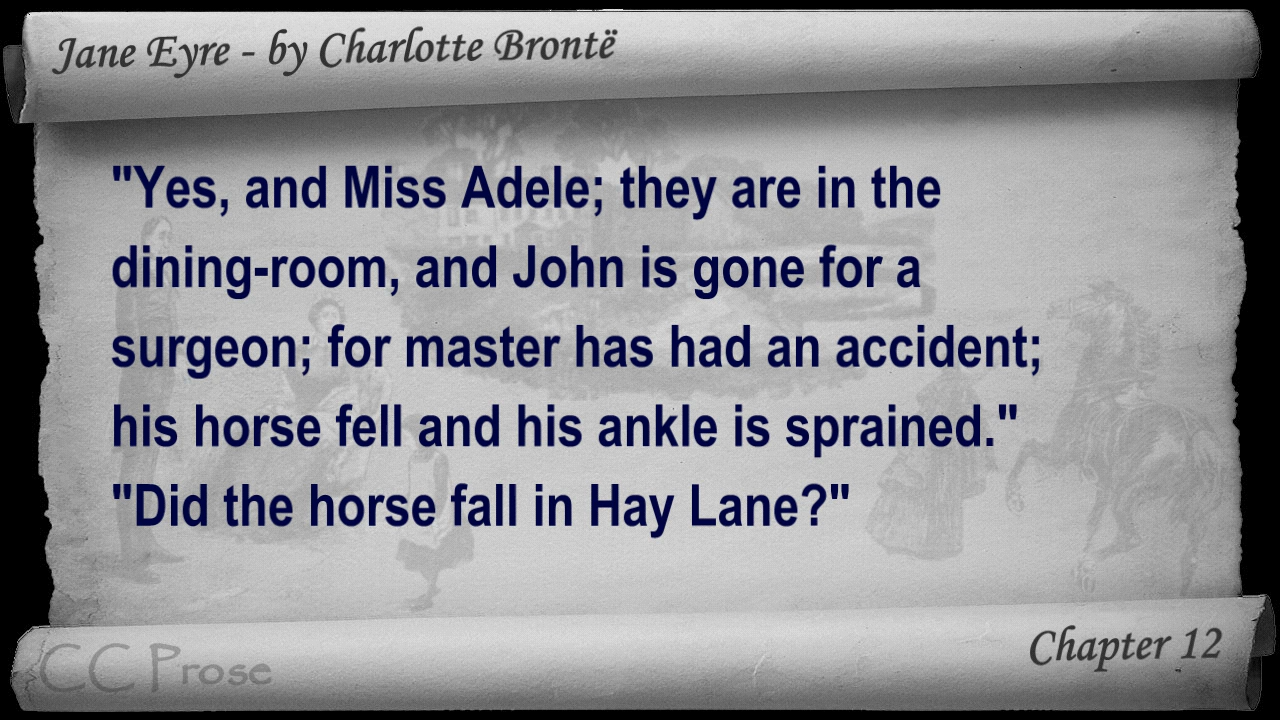 Jane Eyre - by Charlotte Brontë
"Yes, and Miss Adele; they are in the
dining-room, and John is gone for a
surgeon; for master has had an accident;
his horse fell and his ankle is sprained."
"Did the horse fall in Hay Lane?"
CC Prose
Chapter 12